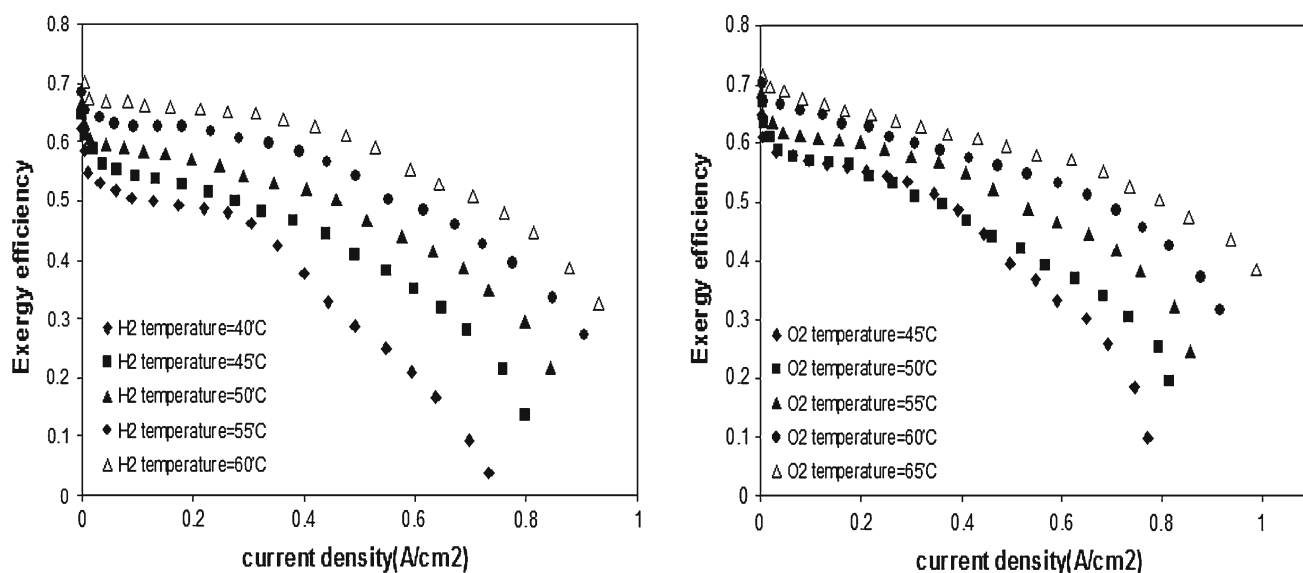 0.8
0.7
0.6
0.5
0.4
0.3
0.2
0.1
0
Exergy efficiency
H2 temperature=40°C
H2 temperature=45°C
H2 temperature=50°C
H2 temperature=55°C
H2 temperature=60°C
0 0.2 0.4 0.6 0.8 1
current density(A/cm2)
0.8
0.7
0.6
0.5
0.4
0.3
0.2
0.1
0
Exergy efficiency
O2 temperature=45°C
O2 temperature=50°C
O2 temperature=55°C
O2 temperature=60°C
O2 temperature=65°C
0 0.2 0.4 0.6 0.8 1
current density(A/cm2)